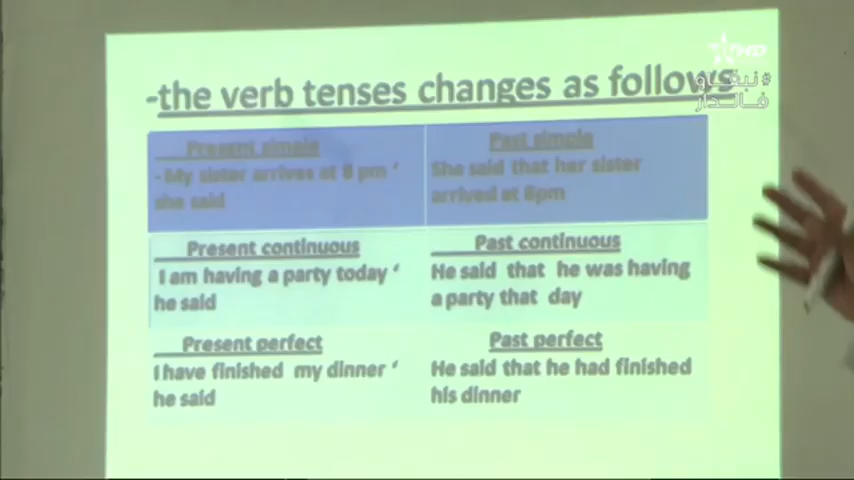 HD
#نبقاو
فالدار
-the verb tenses changes as follows
Present simple
- My sister arrives at 8 pm ‘
she said
Past simple
She said that her sister
arrived at 8pm
Present continuous
I am having a party today ‘
he said
Past continuous
He said that he was having
a party that day
Present perfect
I have finished my dinner ‘
he said
Past perfect
He said that he had finished
his dinner